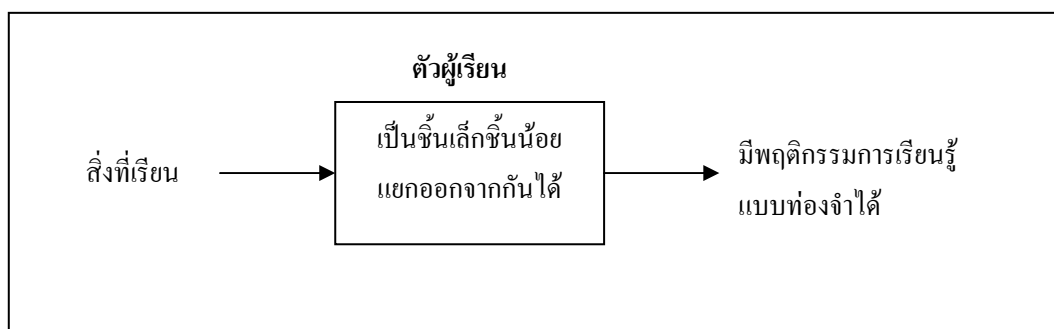 ตัวผู้เรียน
สิ่งที่เรียน
เป็นชิ้นเล็กชิ้นน้อย
แยกออกจากกันได้
มีพฤติกรรมการเรียนรู้
แบบท่องจำได้